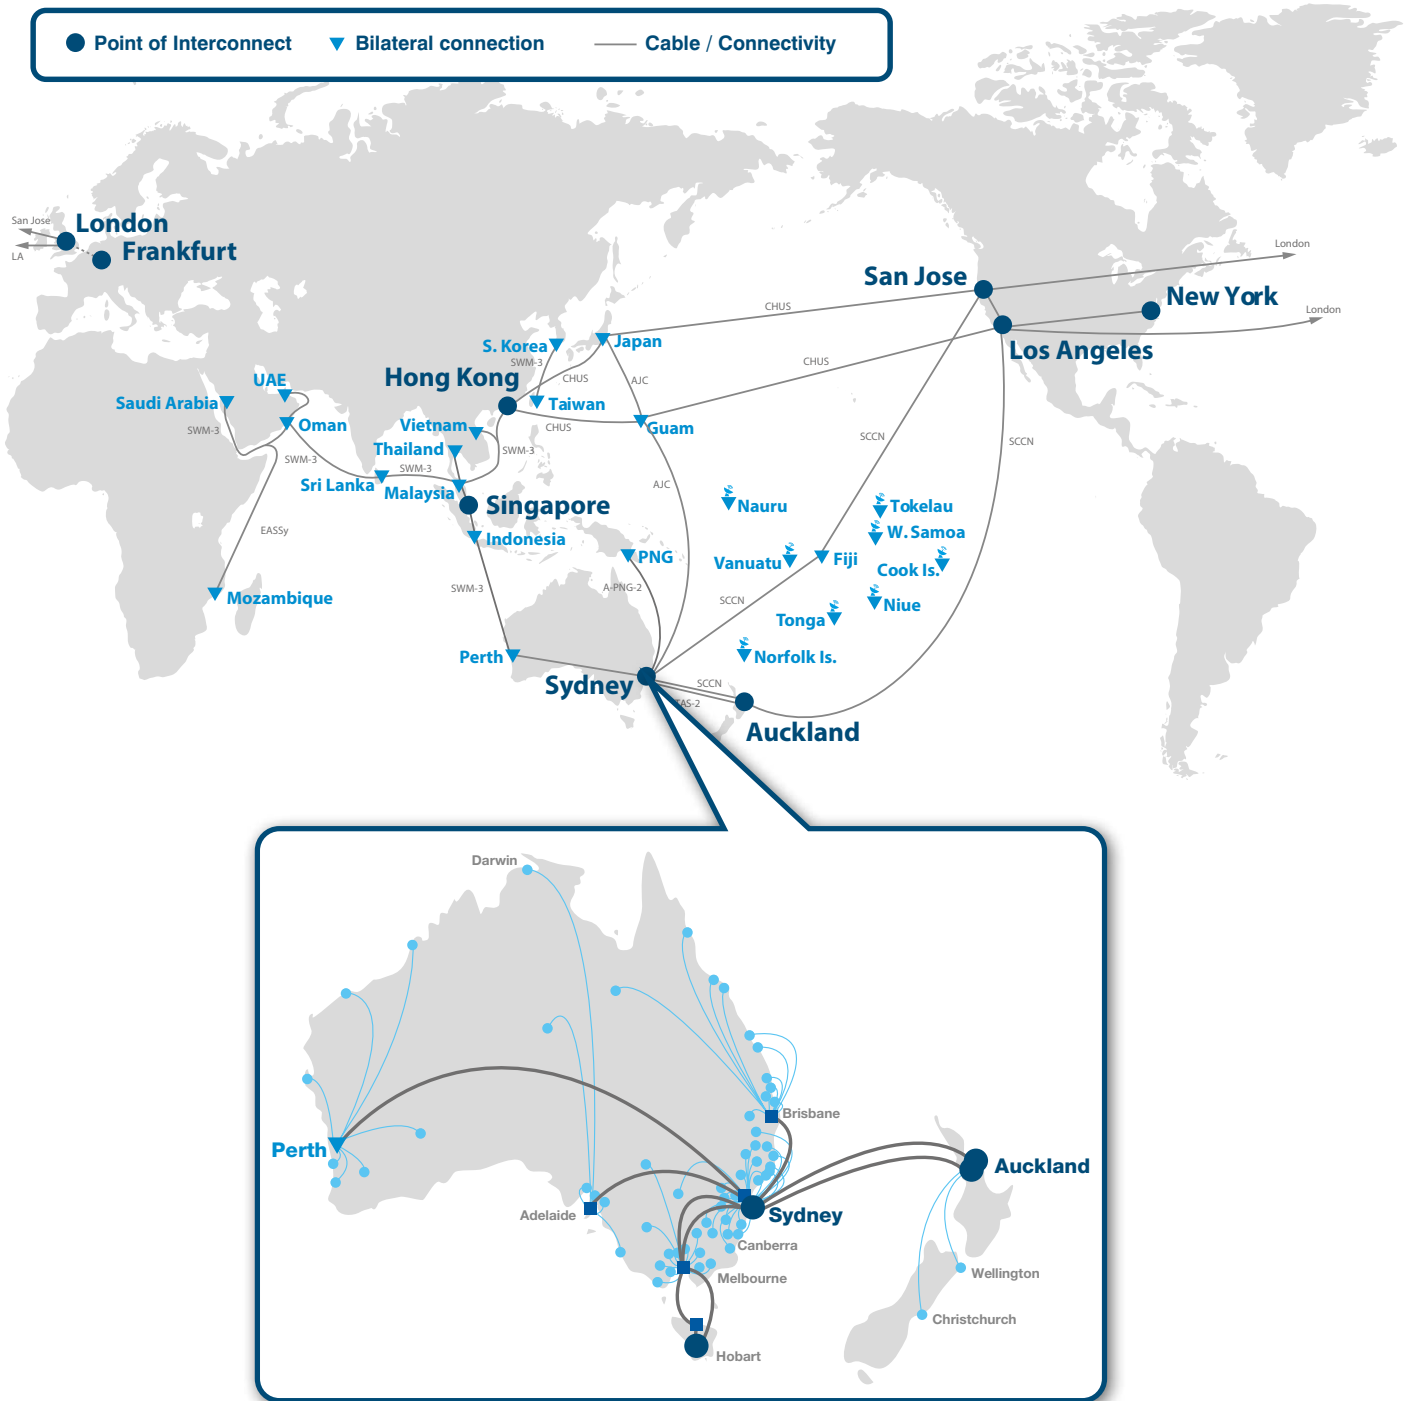 Point of Interconnect
Bilateral connection
Cable / Connectivity
San Jose
London
LA
Frankfurt
London
San Jose
New York
London
Los Angeles
CHUS
CHUS
S. Korea
Japan
SWM-3
Hong Kong
CHUS
AJC
UAE
Saudi Arabia
Taiwan
Oman
Vietnam
CHUS
Guam
SWM-3
SCCN
SCCN
Thailand
SWM-3
SWM-3
SWM-3
Sri Lanka
Malaysia
AJC
Singapore
Nauru
Tokelau
EASSy
Indonesia
W. Samoa
PNG
Vanuatu
Fiji
Cook Is.
SWM-3
A-PNG-2
Mozambique
SCCN
Niue
Tonga
Perth
Norfolk Is.
Sydney
SCCN
TAS-2
Auckland
Darwin
Brisbane
Perth
Auckland
Adelaide
Sydney
Canberra
Melbourne
Wellington
Christchurch
Hobart